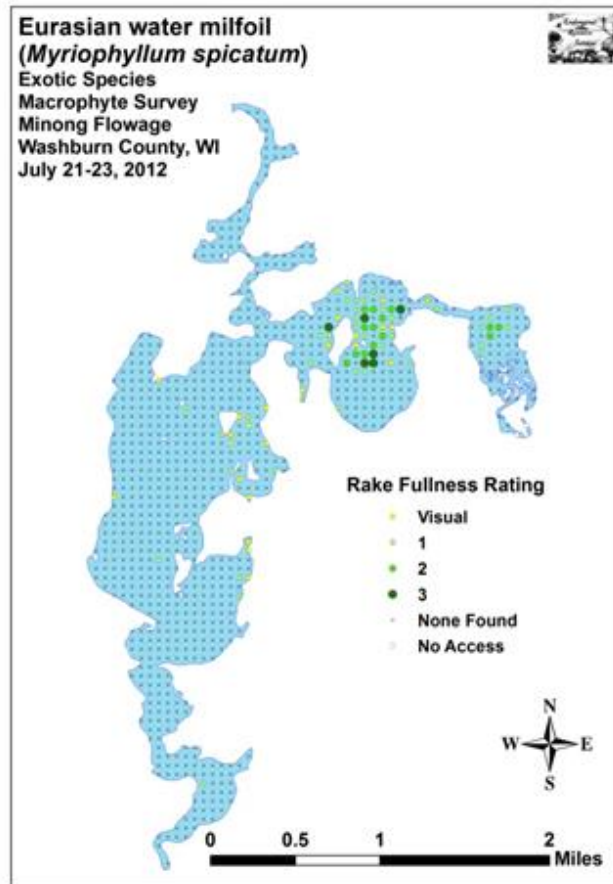 Eurasian water milfoil
(Myriophyllum spicatum)
Exotic Species
Macrophyte Survey
Minong Flowage
Washburn County, WI
July 21-23, 2012
Rake Fullness Rating
Visual
1
2
3
None Found
No Access
N
W E
S
0 0.5 1 2
Miles